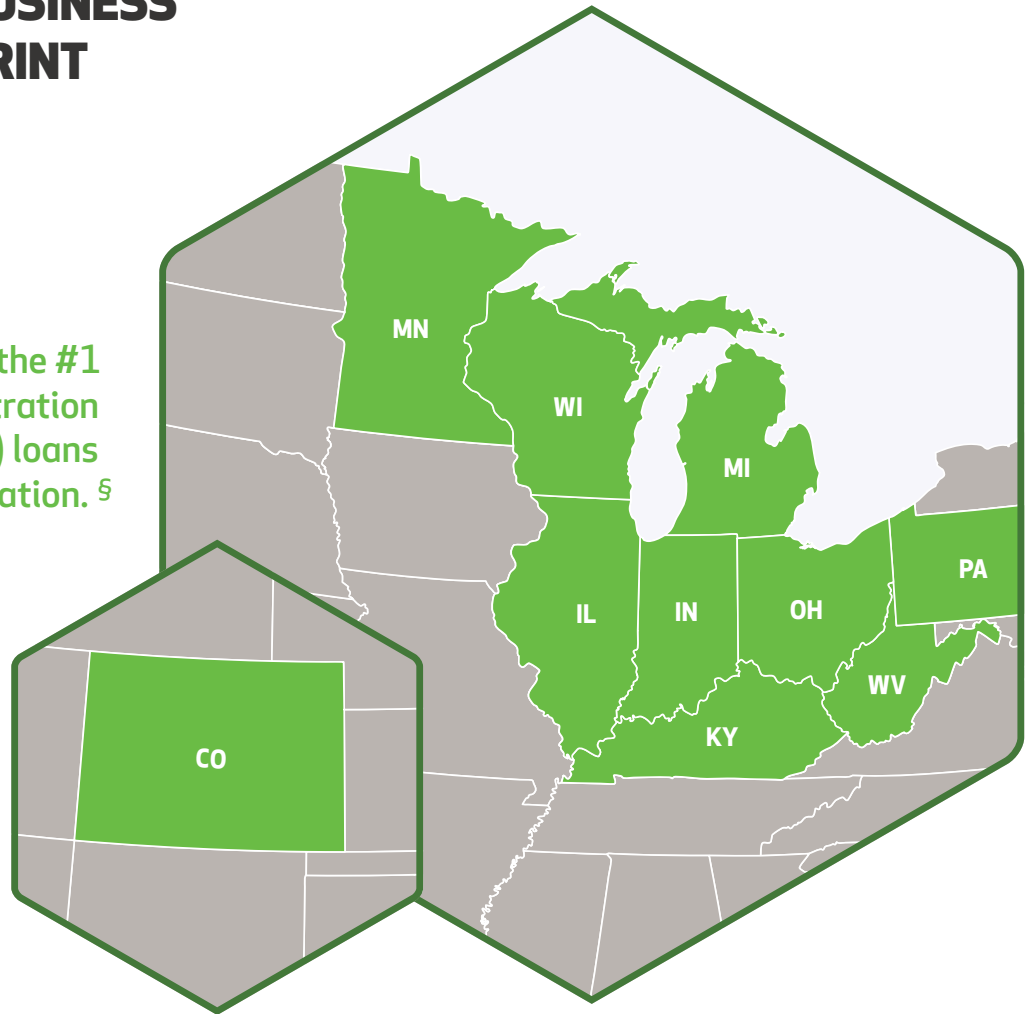 USINESS
RINT
the #1
ration
) loans
ation. §
MN
WI
MI
PA
IL
IN
OH
WV
KY
CO